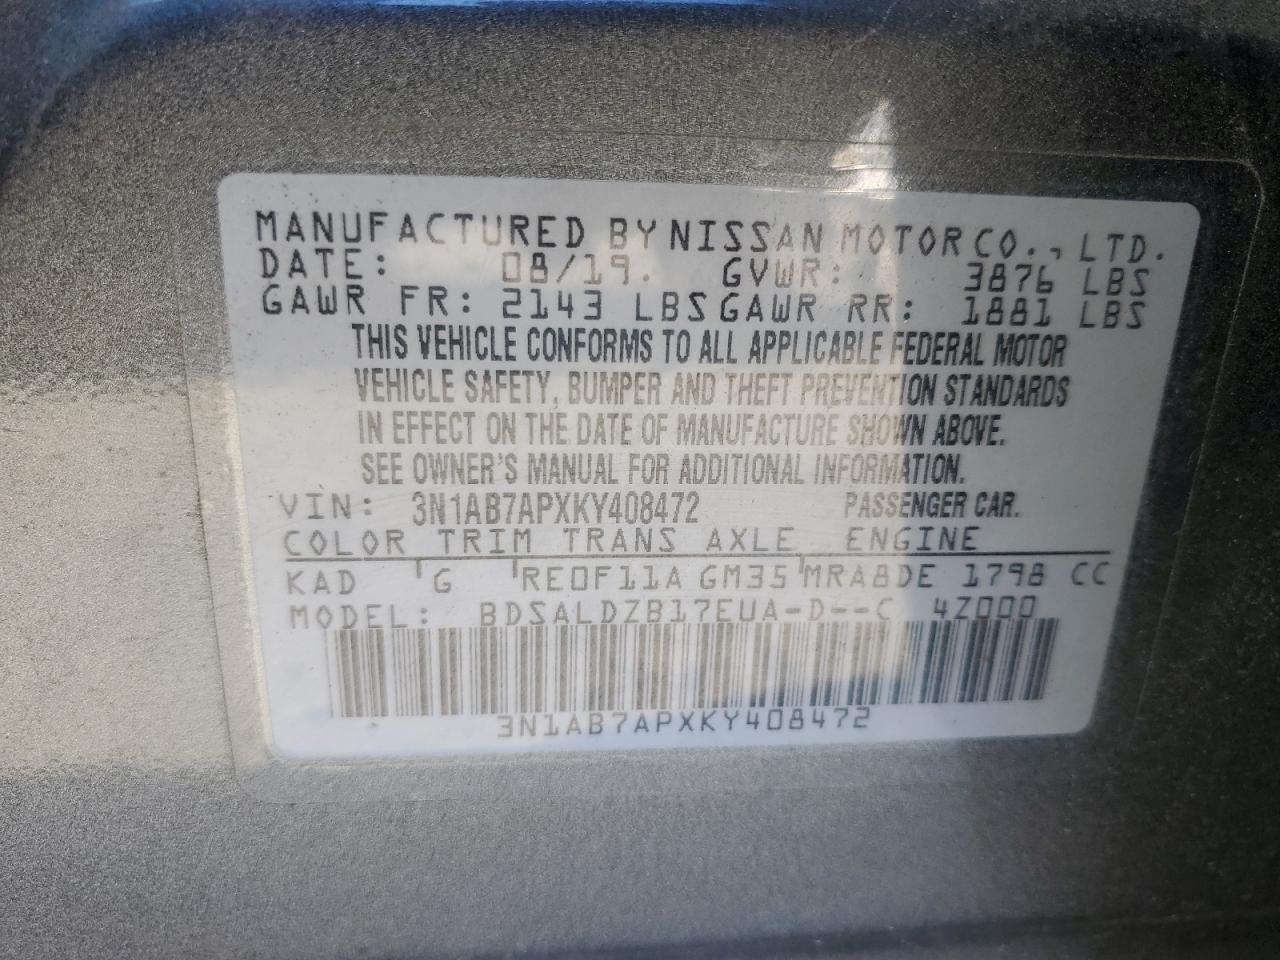 MANUFACTURED BY NISSAN MOTOR CO., LTD.
DATE: 08/19. GVWR: 3876 LBS
GAWR FR: 2143 LBS GAWR RR: 1881 LBS
THIS VEHICLE CONFORMS TO ALL APPLICABLE FEDERAL MOTOR
VEHICLE SAFETY, BUMPER AND THEFT PREVENTION STANDARDS
IN EFFECT ON THE DATE OF MANUFACTURE SHOWN ABOVE.
SEE OWNER'S MANUAL FOR ADDITIONAL INFORMATION.
VIN: 3N1AB7APXKY408472 PASSENGER CAR.
COLOR TRIM TRANS AXLE ENGINE
KAD G RE0F11A GM35 MRA8DE 1798 CC
MODEL: BDSALDZB17EUA-D--C 4Z000
3N1AB7APXKY408472